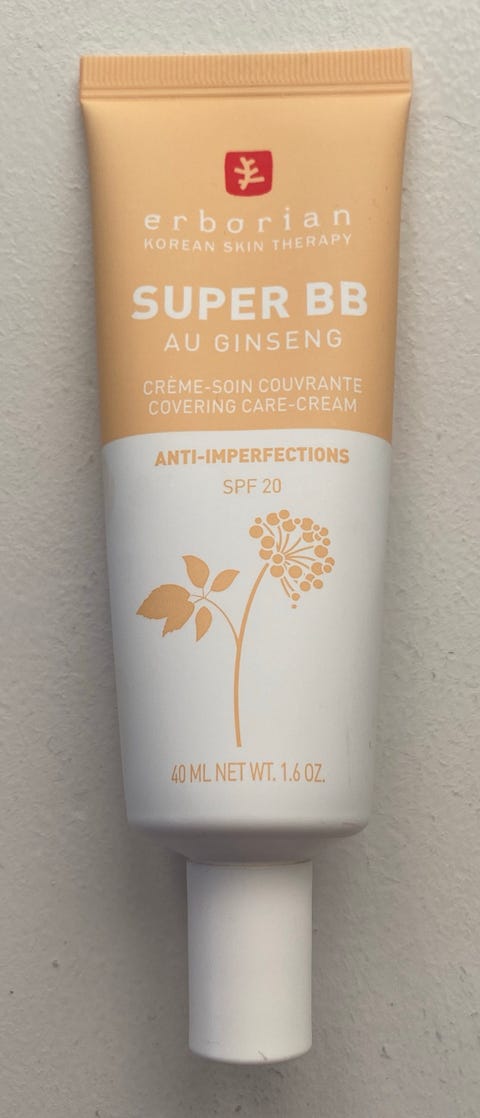 erborian
KOREAN SKIN THERAPY
SUPER BB
AU GINSENG
CRÈME-SOIN COUVRANTE
COVERING CARE-CREAM
ANTI-IMPERFECTIONS
SPF 20
40 ML NET WT. 1.6 OZ.